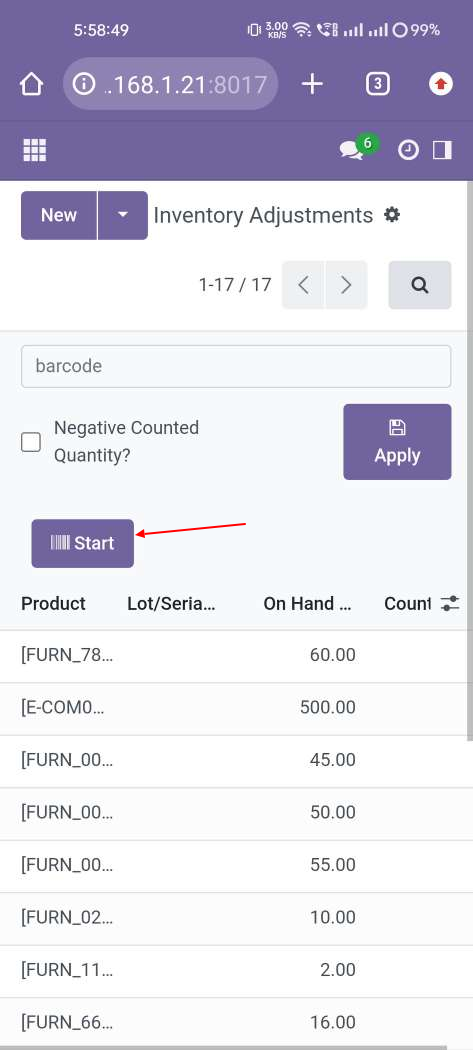 5:58:49 3.00 KB/S 99%
.168.1.21:8017 3
6
New Inventory Adjustments
1-17 / 17
barcode
Negative Counted
Quantity?
Apply
Start
Product Lot/Seria... On Hand ... Count
[FURN_78... 60.00
[E-COM0... 500.00
[FURN_00... 45.00
[FURN_00... 50.00
[FURN_00... 55.00
[FURN_02... 10.00
[FURN_11... 2.00
[FURN_66... 16.00